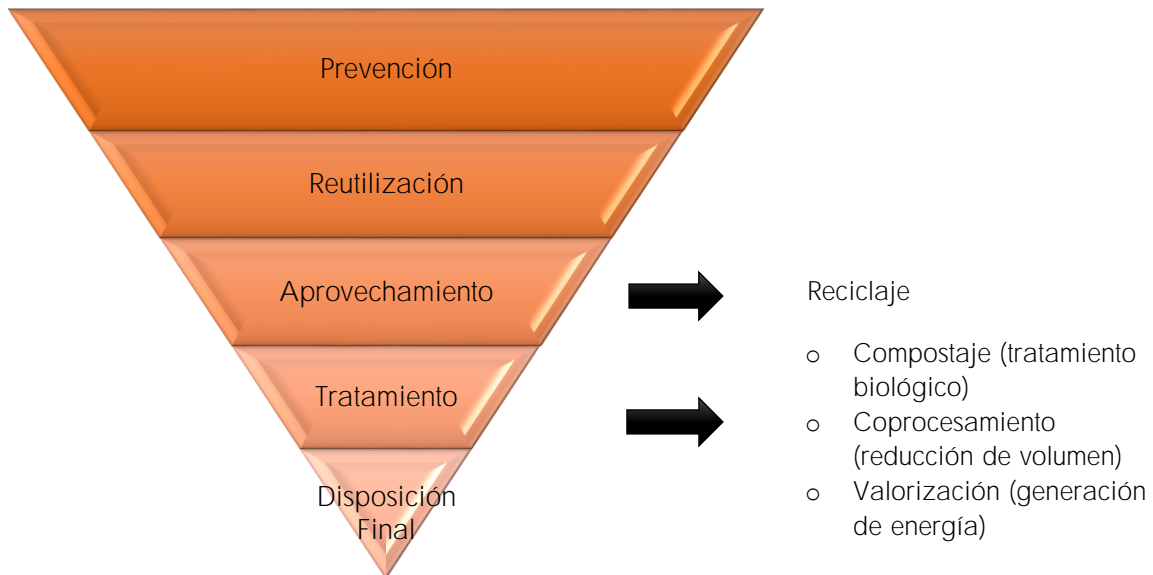 Prevención
Reutilización
Aprovechamiento
Reciclaje
Tratamiento
o Compostaje (tratamiento
biológico)
o Coprocesamiento
(reducción de volumen)
o Valorización (generación
de energía)
Disposición
Final